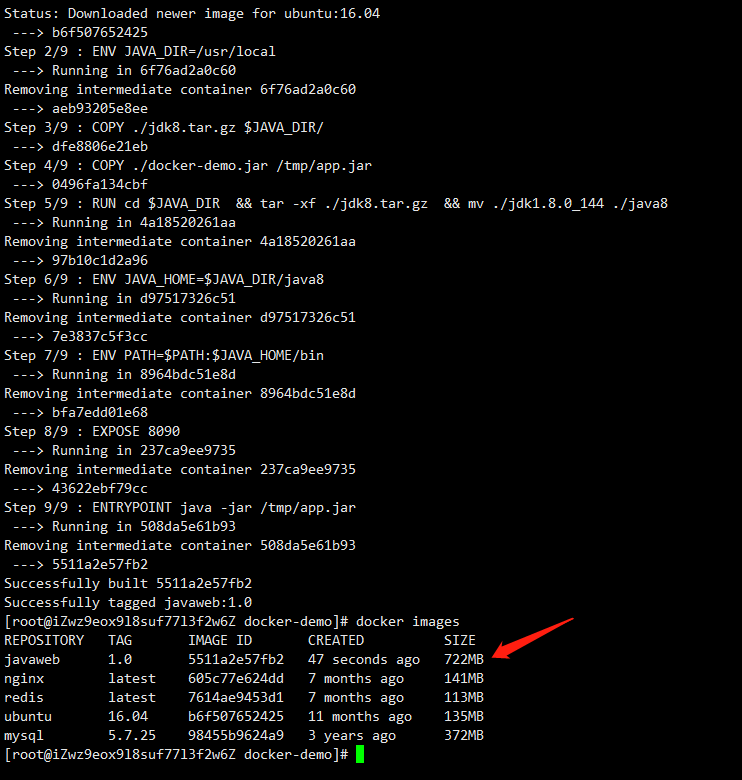 Status: Downloaded newer image for ubuntu:16.04
 ---> b6f507652425
Step 2/9 : ENV JAVA_DIR=/usr/local
 ---> Running in 6f76ad2a0c60
Removing intermediate container 6f76ad2a0c60
 ---> aeb93205e8ee
Step 3/9 : COPY ./jdk8.tar.gz $JAVA_DIR/
 ---> dfe8806e21eb
Step 4/9 : COPY ./docker-demo.jar /tmp/app.jar
 ---> 0496fa134cbf
Step 5/9 : RUN cd $JAVA_DIR  && tar -xf ./jdk8.tar.gz  && mv ./jdk1.8.0_144 ./java8
 ---> Running in 4a18520261aa
Removing intermediate container 4a18520261aa
 ---> 97b10c1d2a96
Step 6/9 : ENV JAVA_HOME=$JAVA_DIR/java8
 ---> Running in d97517326c51
Removing intermediate container d97517326c51
 ---> 7e3837c5f3cc
Step 7/9 : ENV PATH=$PATH:$JAVA_HOME/bin
 ---> Running in 8964bdc51e8d
Removing intermediate container 8964bdc51e8d
 ---> bfa7edd01e68
Step 8/9 : EXPOSE 8090
 ---> Running in 237ca9ee9735
Removing intermediate container 237ca9ee9735
 ---> 43622ebf79cc
Step 9/9 : ENTRYPOINT java -jar /tmp/app.jar
 ---> Running in 508da5e61b93
Removing intermediate container 508da5e61b93
 ---> 5511a2e57fb2
Successfully built 5511a2e57fb2
Successfully tagged javaweb:1.0
[root@iZwz9eox9l8suf77l3f2w6Z docker-demo]# docker images
REPOSITORY   TAG       IMAGE ID       CREATED          SIZE
javaweb      1.0       5511a2e57fb2   47 seconds ago   722MB
nginx        latest    605c77e624dd   7 months ago     141MB
redis        latest    7614ae9453d1   7 months ago     113MB
ubuntu       16.04     b6f507652425   11 months ago    135MB
mysql        5.7.25    98455b9624a9   3 years ago      372MB
[root@iZwz9eox9l8suf77l3f2w6Z docker-demo]#